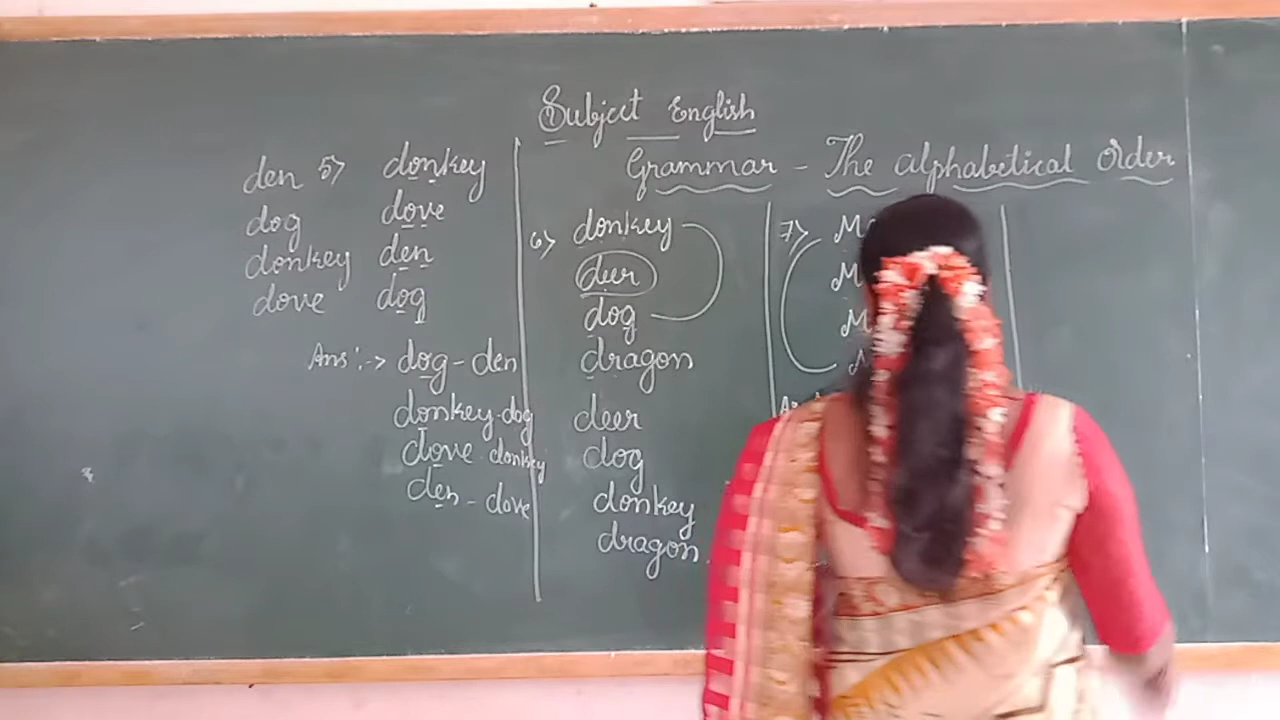 Subject English
Grammar - The alphabetical Order
den 5> donkey
dog dove
donkey den
dove dog
Ans :-> dog - den
donkey - dog
dove - donkey
den - dove
6> donkey
deer
dog
dragon
deer
dog
donkey
dragon
7>